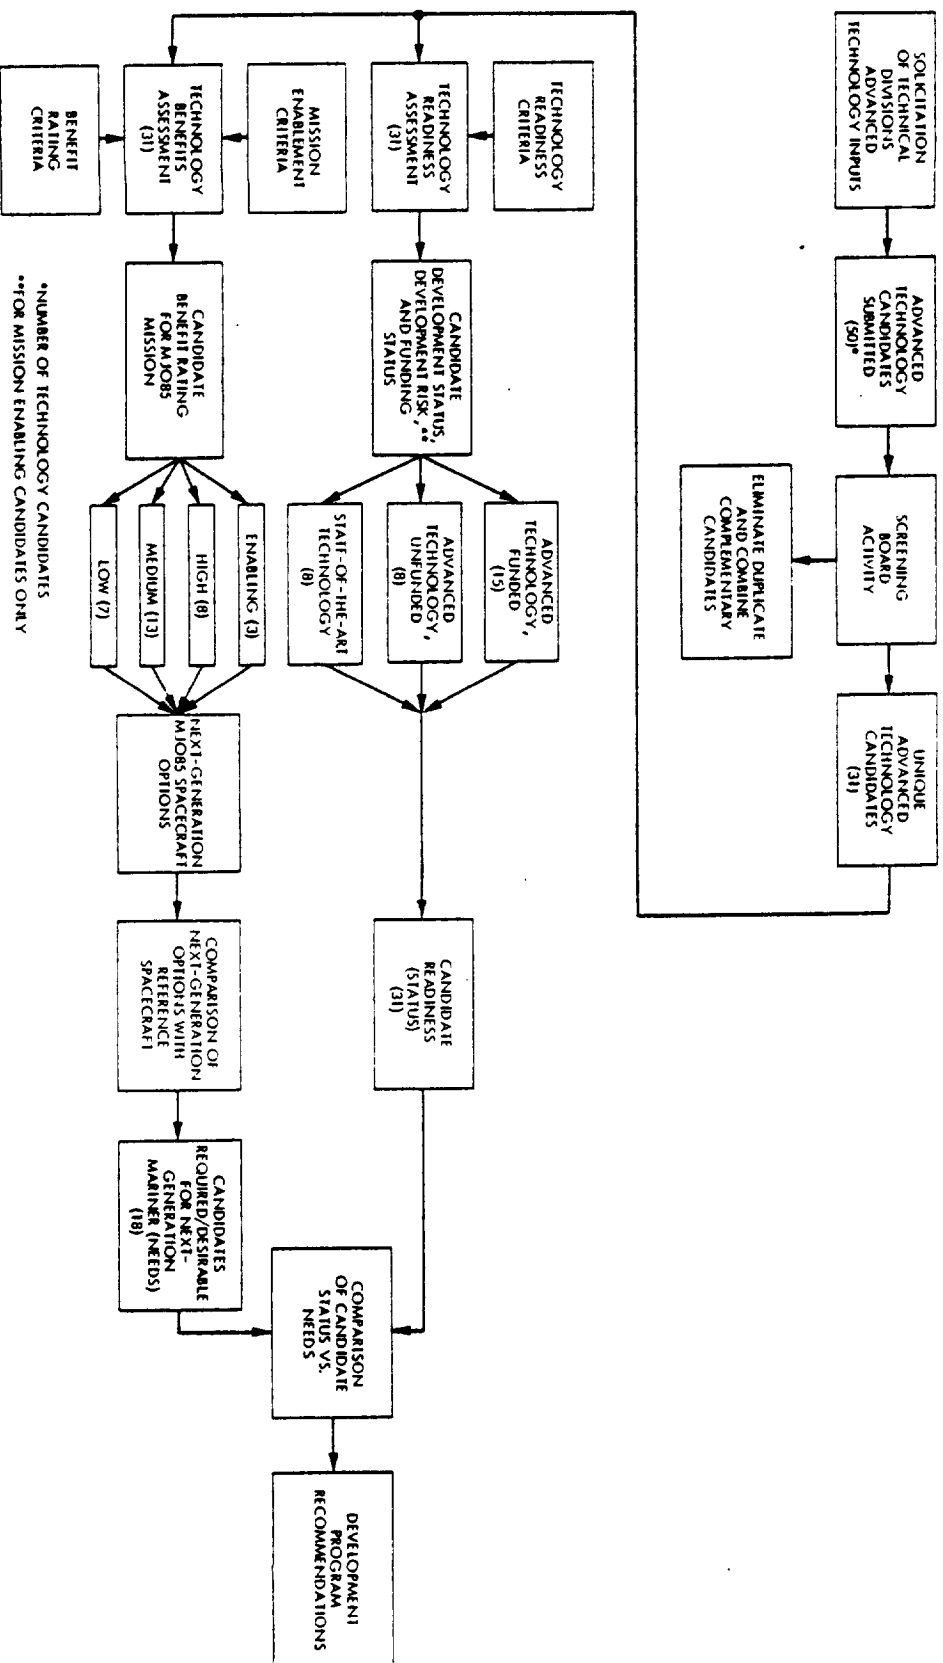 SOLICITATION
OF TECHNICAL
DIVISIONS
ADVANCED
TECHNOLOGY INPUTS
ADVANCED
TECHNOLOGY
CANDIDATES
SUBMITTED
(50)*
SCREENING
BOARD
ACTIVITY
UNIQUE
ADVANCED
TECHNOLOGY
CANDIDATES
(31)
ELIMINATE DUPLICATE
AND COMBINE
COMPLEMENTARY
CANDIDATES
TECHNOLOGY
READINESS
CRITERIA
TECHNOLOGY
READINESS
ASSESSMENT
(31)
CANDIDATE
DEVELOPMENT STATUS,
DEVELOPMENT RISK,**
AND FUNDING
STATUS
ADVANCED
TECHNOLOGY,
FUNDED
(15)
ADVANCED
TECHNOLOGY,
UNFUNDED
(8)
STATE-OF-THE-ART
TECHNOLOGY
(8)
CANDIDATE
READINESS
(STATUS)
(31)
MISSION
ENABLEMENT
CRITERIA
TECHNOLOGY
BENEFITS
ASSESSMENT
(31)
BENEFIT
RATING
CRITERIA
CANDIDATE
BENEFIT RATING
FOR MJO85
MISSION
ENABLING (3)
HIGH (8)
MEDIUM (13)
LOW (7)
NEXT-GENERATION
MJO85 SPACECRAFT
OPTIONS
COMPARISON OF
NEXT-GENERATION
OPTIONS WITH
REFERENCE
SPACECRAFT
CANDIDATES
REQUIRED/DESIRABLE
FOR NEXT-
GENERATION
MARINER (NEEDS)
(18)
COMPARISON
OF CANDIDATE
STATUS VS.
NEEDS
DEVELOPMENT
PROGRAM
RECOMMENDATIONS
*NUMBER OF TECHNOLOGY CANDIDATES
**FOR MISSION ENABLING CANDIDATES ONLY